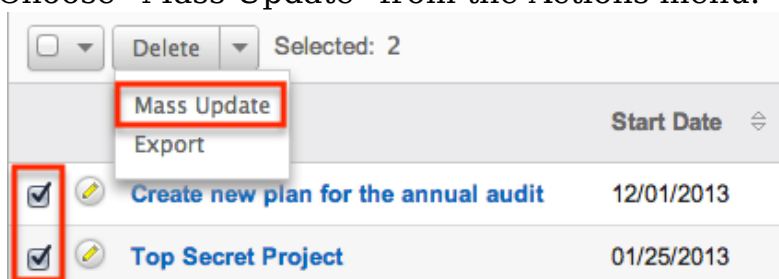 Choose "Mass Update" from the Actions menu.
Delete Selected: 2
Mass Update
Export
Start Date
Create new plan for the annual audit 12/01/2013
Top Secret Project 01/25/2013